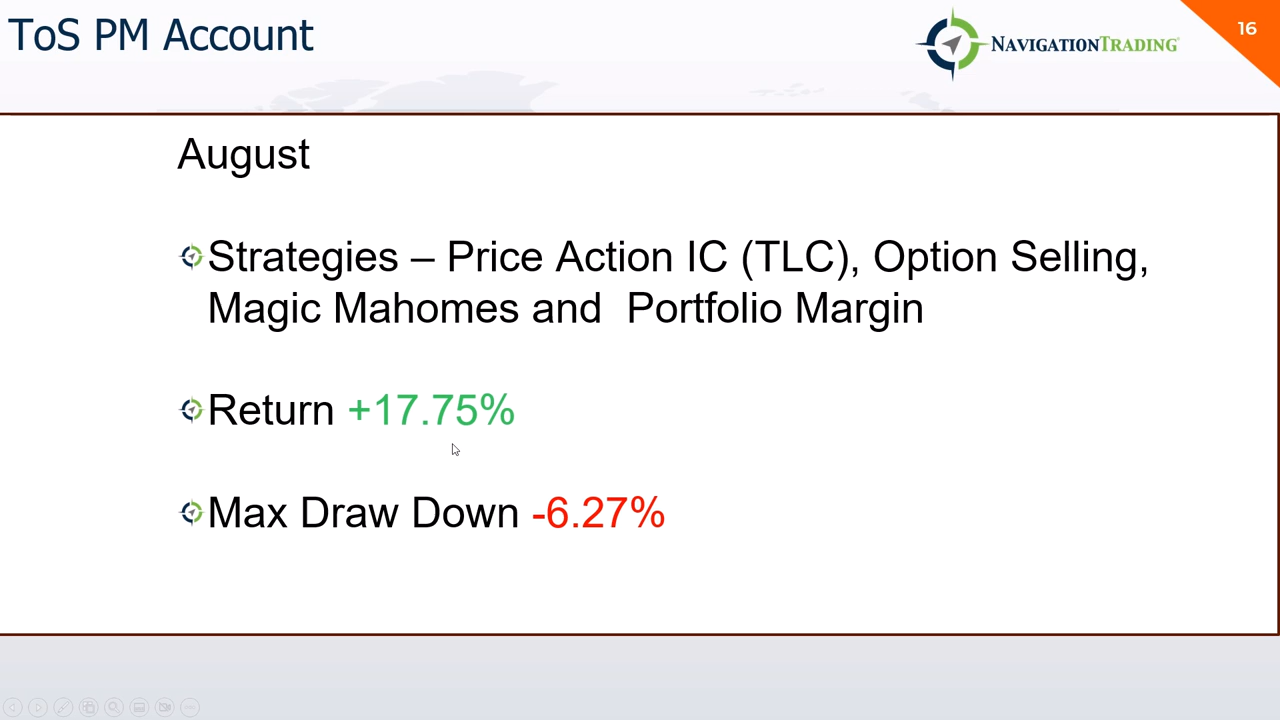 ToS PM Account
NAVIGATIONTRADING®
16
August
Strategies – Price Action IC (TLC), Option Selling,
Magic Mahomes and  Portfolio Margin
Return +17.75%
Max Draw Down -6.27%